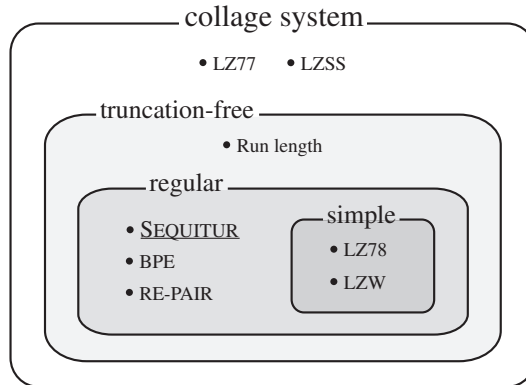 collage system
• LZ77 • LZSS
truncation-free
• Run length
regular
simple
• SEQUITUR
• LZ78
• BPE
• LZW
• RE-PAIR